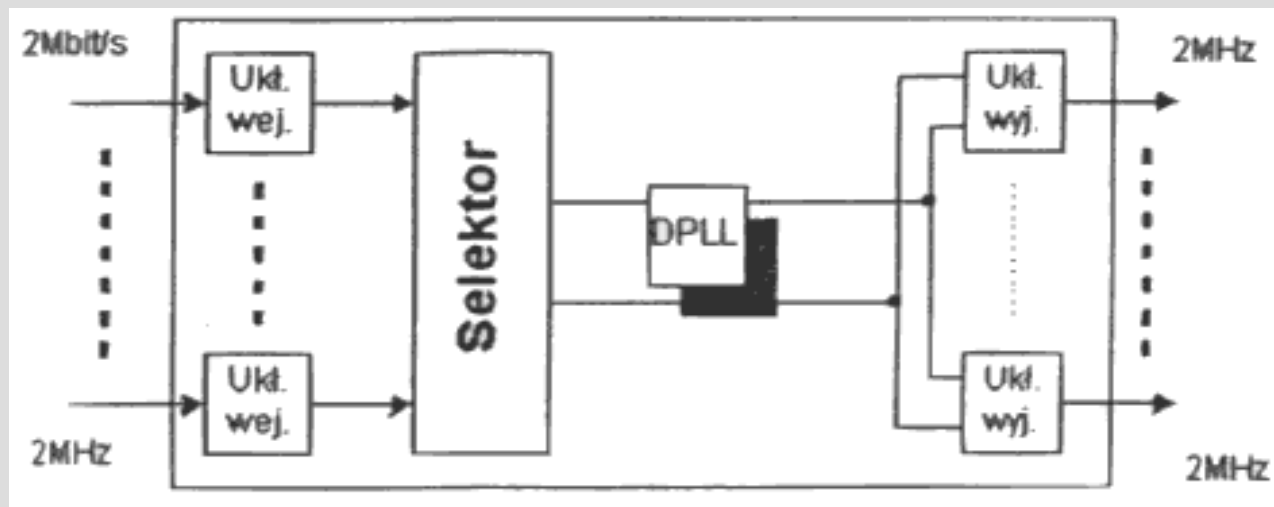 2Mbit/s
Ukł.
wej.
Selektor
DPLL
Ukł.
wyj.
2MHz
Ukł.
wej.
2MHz
Ukł.
wyj.
2MHz